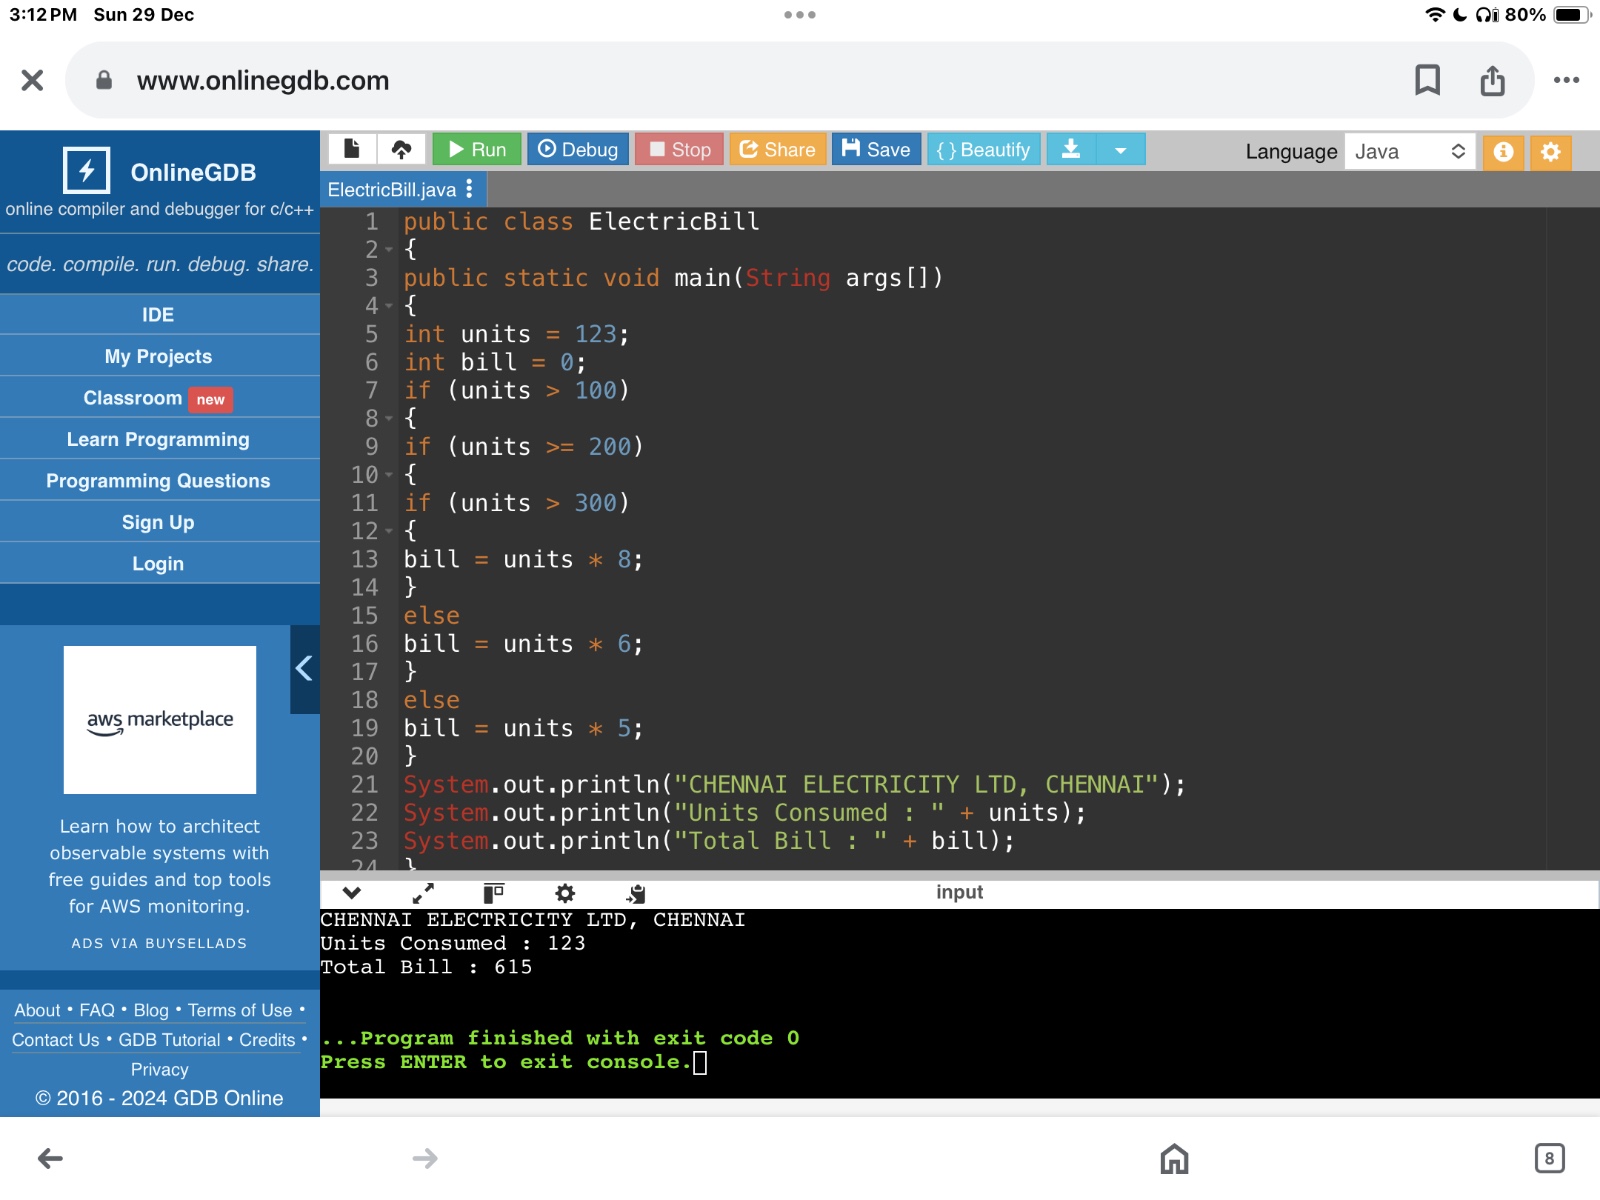 3:12 PM Sun 29 Dec
80%
www.onlinegdb.com
OnlineGDB
online compiler and debugger for c/c++
code. compile. run. debug. share.
IDE
My Projects
Classroom new
Learn Programming
Programming Questions
Sign Up
Login
aws marketplace
Learn how to architect
observable systems with
free guides and top tools
for AWS monitoring.
ADS VIA BUYSELLADS
About • FAQ • Blog • Terms of Use •
Contact Us • GDB Tutorial • Credits •
Privacy
© 2016 - 2024 GDB Online
Run Debug Stop Share Save { } Beautify Language Java
ElectricBill.java
1 public class ElectricBill
2 {
3 public static void main(String args[])
4 {
5 int units = 123;
6 int bill = 0;
7 if (units > 100)
8 {
9 if (units >= 200)
10 {
11 if (units > 300)
12 {
13 bill = units * 8;
14 }
15 else
16 bill = units * 6;
17 }
18 else
19 bill = units * 5;
20 }
21 System.out.println("CHENNAI ELECTRICITY LTD, CHENNAI");
22 System.out.println("Units Consumed : " + units);
23 System.out.println("Total Bill : " + bill);
24 }
input
CHENNAI ELECTRICITY LTD, CHENNAI
Units Consumed : 123
Total Bill : 615
...Program finished with exit code 0
Press ENTER to exit console.
8